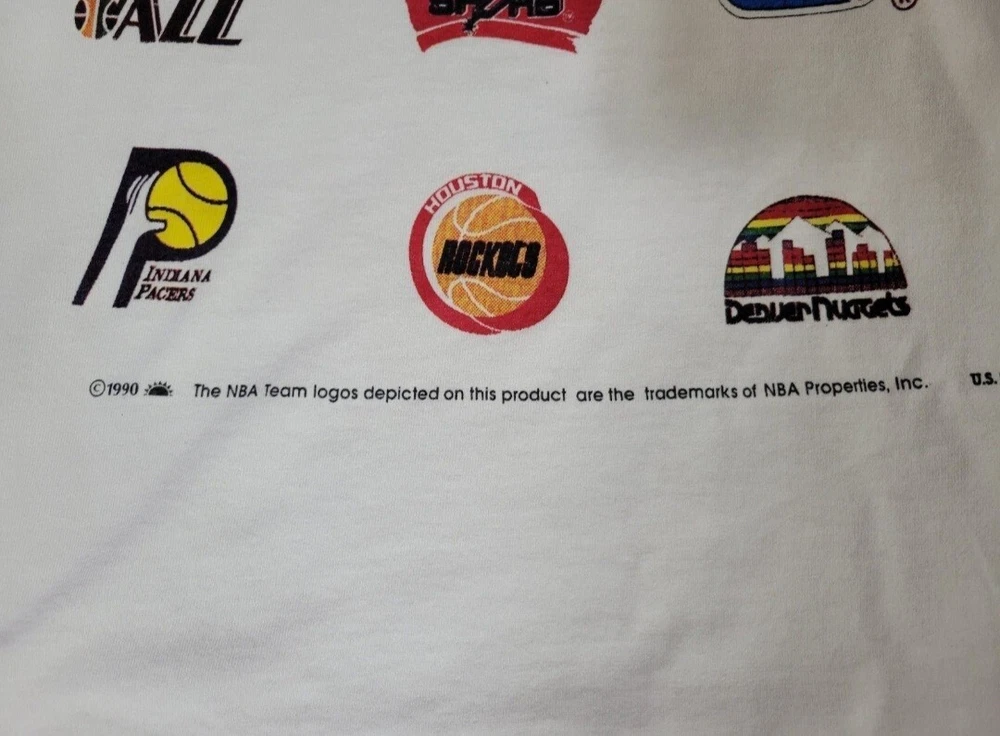 JAZZ
SPURS
®
HOUSTON
ROCKETS
INDIANA
PACERS
Denver Nuggets
©1990 The NBA Team logos depicted on this product are the trademarks of NBA Properties, Inc. U.S.